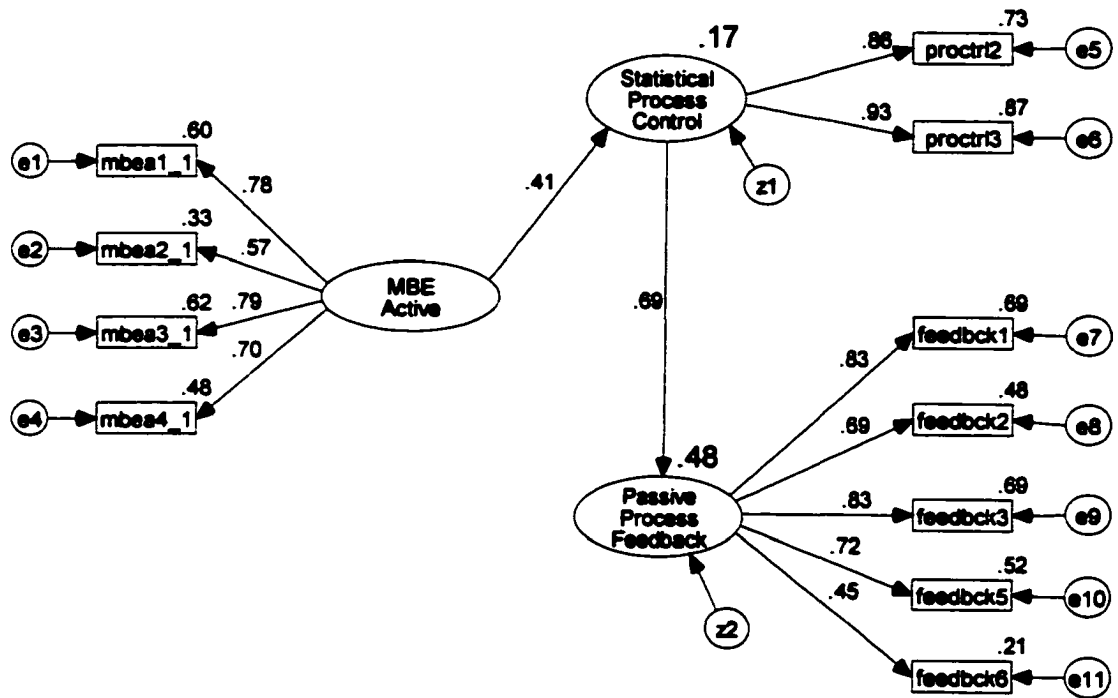 .17
Statistical
Process
Control
.86
.73
proctrl2
e5
.93
.87
proctrl3
e6
z1
.41
.60
e1
mbea1_1
.78
.33
e2
mbea2_1
.57
MBE
Active
.62
e3
mbea3_1
.79
.70
.48
e4
mbea4_1
.69
.69
feedbck1
e7
.83
.48
feedbck2
e8
.69
.48
Passive
Process
Feedback
.83
.69
feedbck3
e9
.72
.52
feedbck5
e10
.45
z2
.21
feedbck6
e11